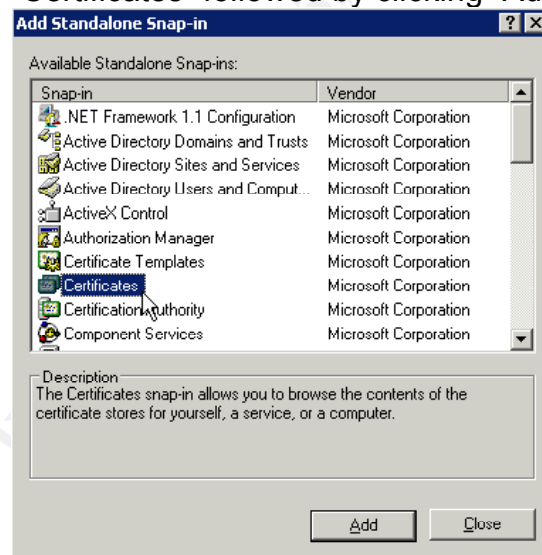 "Certificates" followed by clicking
Add Standalone Snap-in
Available Standalone Snap-ins:
Snap-in Vendor
.NET Framework 1.1 Configuration Microsoft Corporation
Active Directory Domains and Trusts Microsoft Corporation
Active Directory Sites and Services Microsoft Corporation
Active Directory Users and Comput... Microsoft Corporation
ActiveX Control Microsoft Corporation
Authorization Manager Microsoft Corporation
Certificate Templates Microsoft Corporation
Certificates Microsoft Corporation
Certification Authority Microsoft Corporation
Component Services Microsoft Corporation
Description
The Certificates snap-in allows you to browse the contents of the
certificate stores for yourself, a service, or a computer.
Add Close